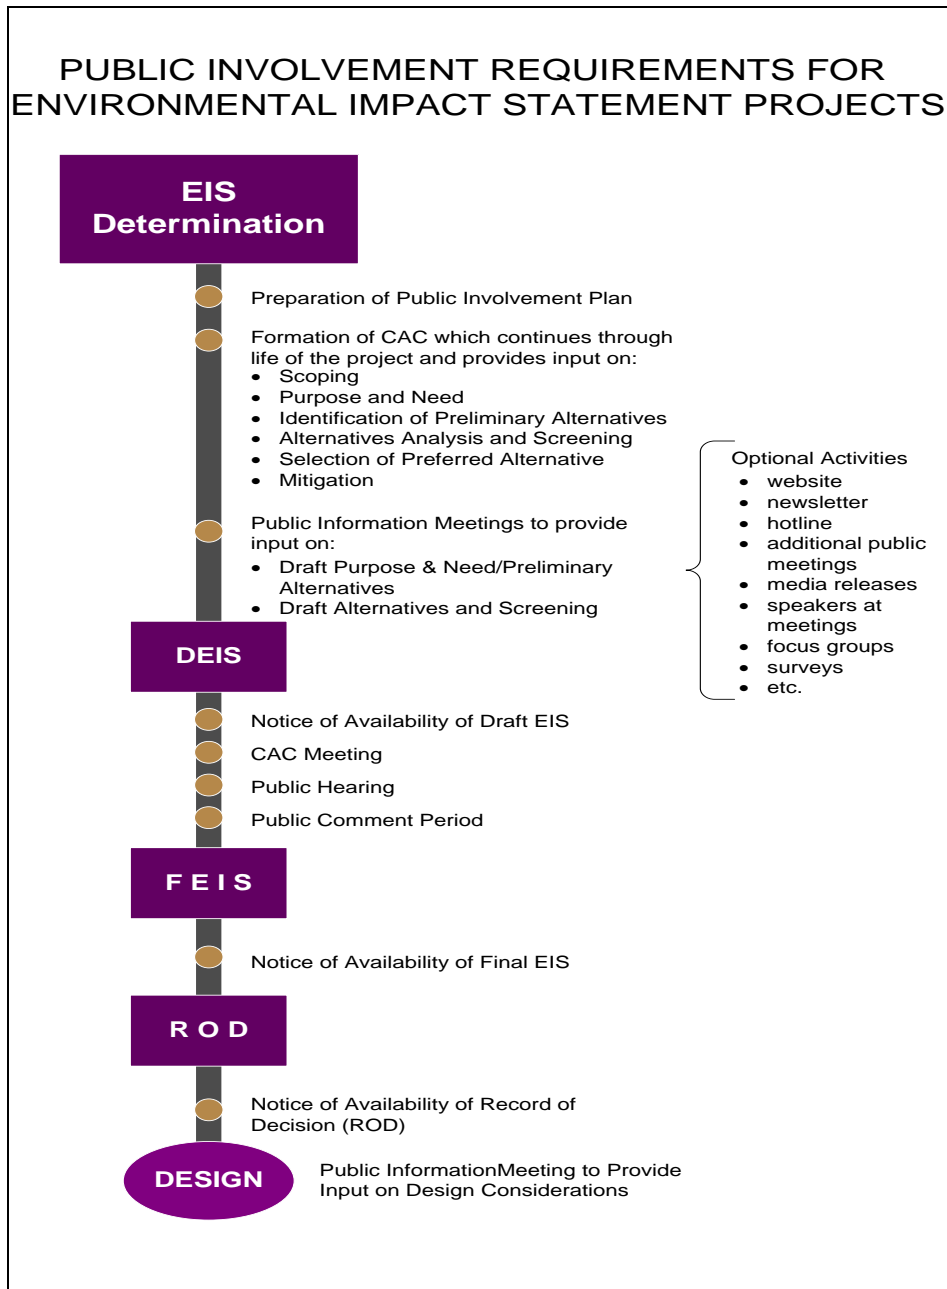 PUBLIC INVOLVEMENT REQUIREMENTS FOR
ENVIRONMENTAL IMPACT STATEMENT PROJECTS
EIS
Determination
Preparation of Public Involvement Plan
Formation of CAC which continues through
life of the project and provides input on:
• Scoping
• Purpose and Need
• Identification of Preliminary Alternatives
• Alternatives Analysis and Screening
• Selection of Preferred Alternative
• Mitigation
Public Information Meetings to provide
input on:
• Draft Purpose & Need/Preliminary
Alternatives
• Draft Alternatives and Screening
Optional Activities
• website
• newsletter
• hotline
• additional public
meetings
• media releases
• speakers at
meetings
• focus groups
• surveys
• etc.
DEIS
Notice of Availability of Draft EIS
CAC Meeting
Public Hearing
Public Comment Period
F E I S
Notice of Availability of Final EIS
R O D
Notice of Availability of Record of
Decision (ROD)
DESIGN
Public InformationMeeting to Provide
Input on Design Considerations